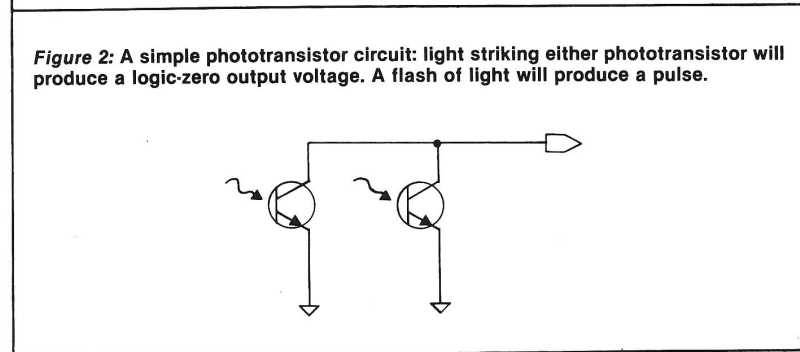 Figure 2: A simple phototransistor circuit: light striking either phototransistor will
produce a logic-zero output voltage. A flash of light will produce a pulse.